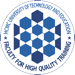 HCMC UNIVERSITY OF TECHNOLOGY AND EDUCATION
FACULTY FOR HIGH QUALITY TRAINING